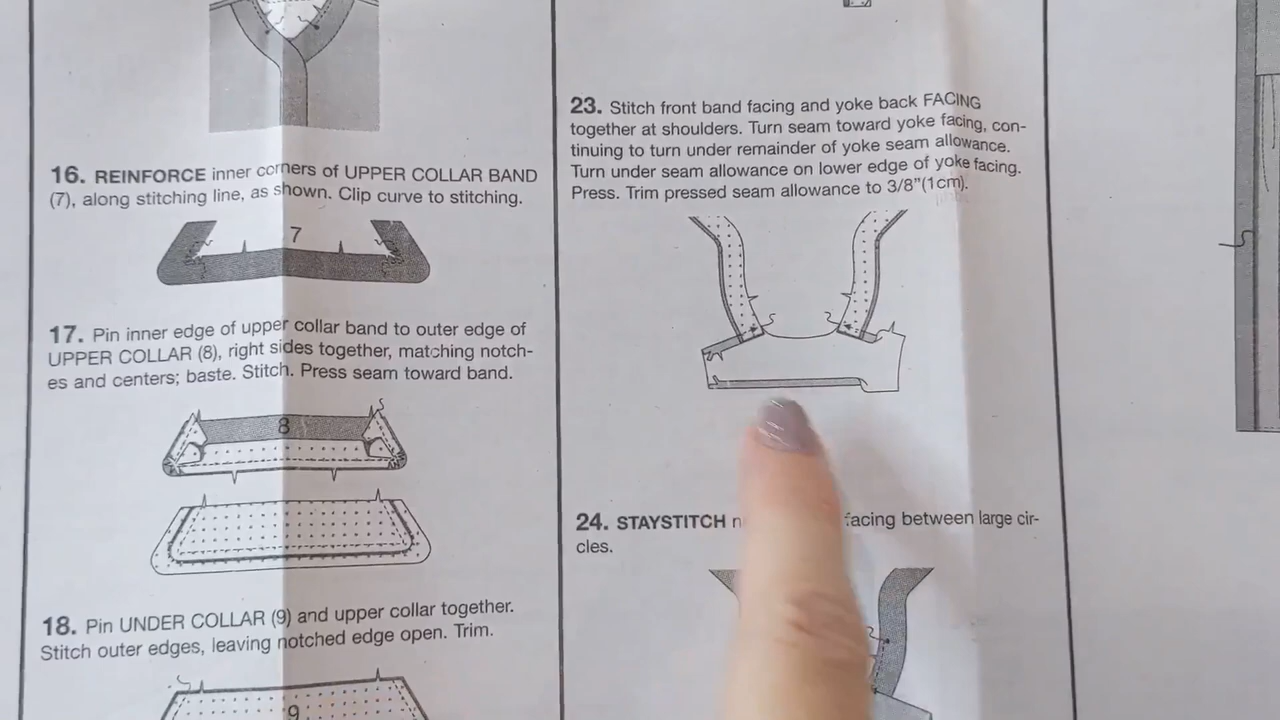 16. REINFORCE inner corners of UPPER COLLAR BAND
(7), along stitching line, as shown. Clip curve to stitching.
7
17. Pin inner edge of upper collar band to outer edge of
UPPER COLLAR (8), right sides together, matching notch-
es and centers; baste. Stitch. Press seam toward band.
8
18. Pin UNDER COLLAR (9) and upper collar together.
Stitch outer edges, leaving notched edge open. Trim.
9
23. Stitch front band facing and yoke back FACING
together at shoulders. Turn seam toward yoke facing, con-
tinuing to turn under remainder of yoke seam allowance.
Turn under seam allowance on lower edge of yoke facing.
Press. Trim pressed seam allowance to 3/8"(1cm).
24. STAYSTITCH facing between large cir-
cles.